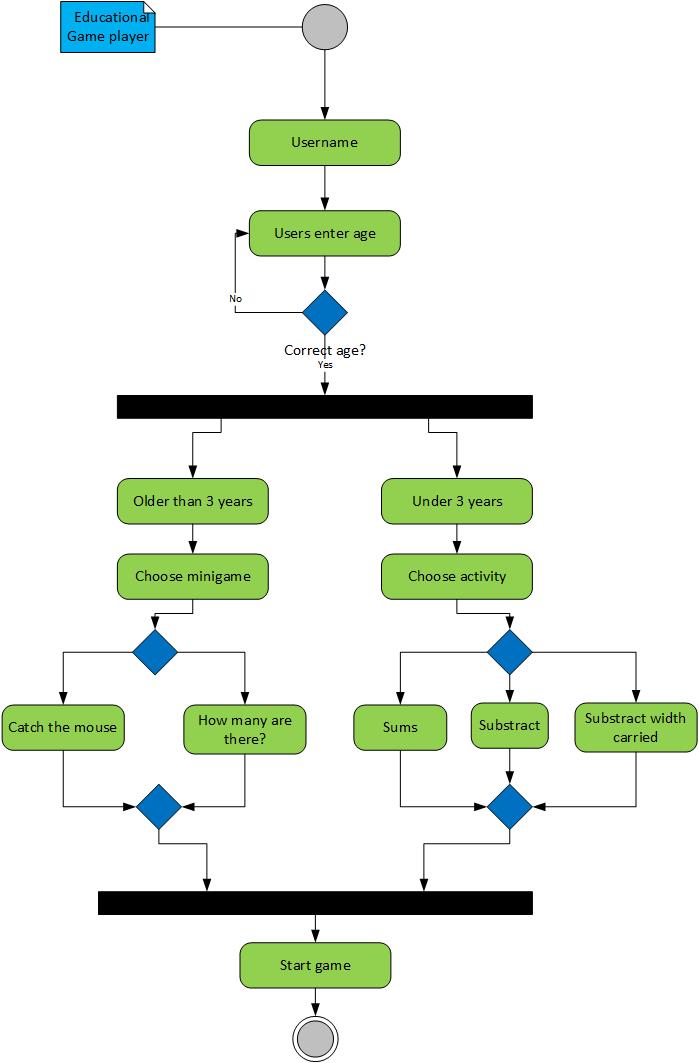 Educational
Game player
Username
Users enter age
No
Correct age?
Yes
Older than 3 years
Under 3 years
Choose minigame
Choose activity
Catch the mouse
How many are
there?
Sums
Substract
Substract width
carried
Start game